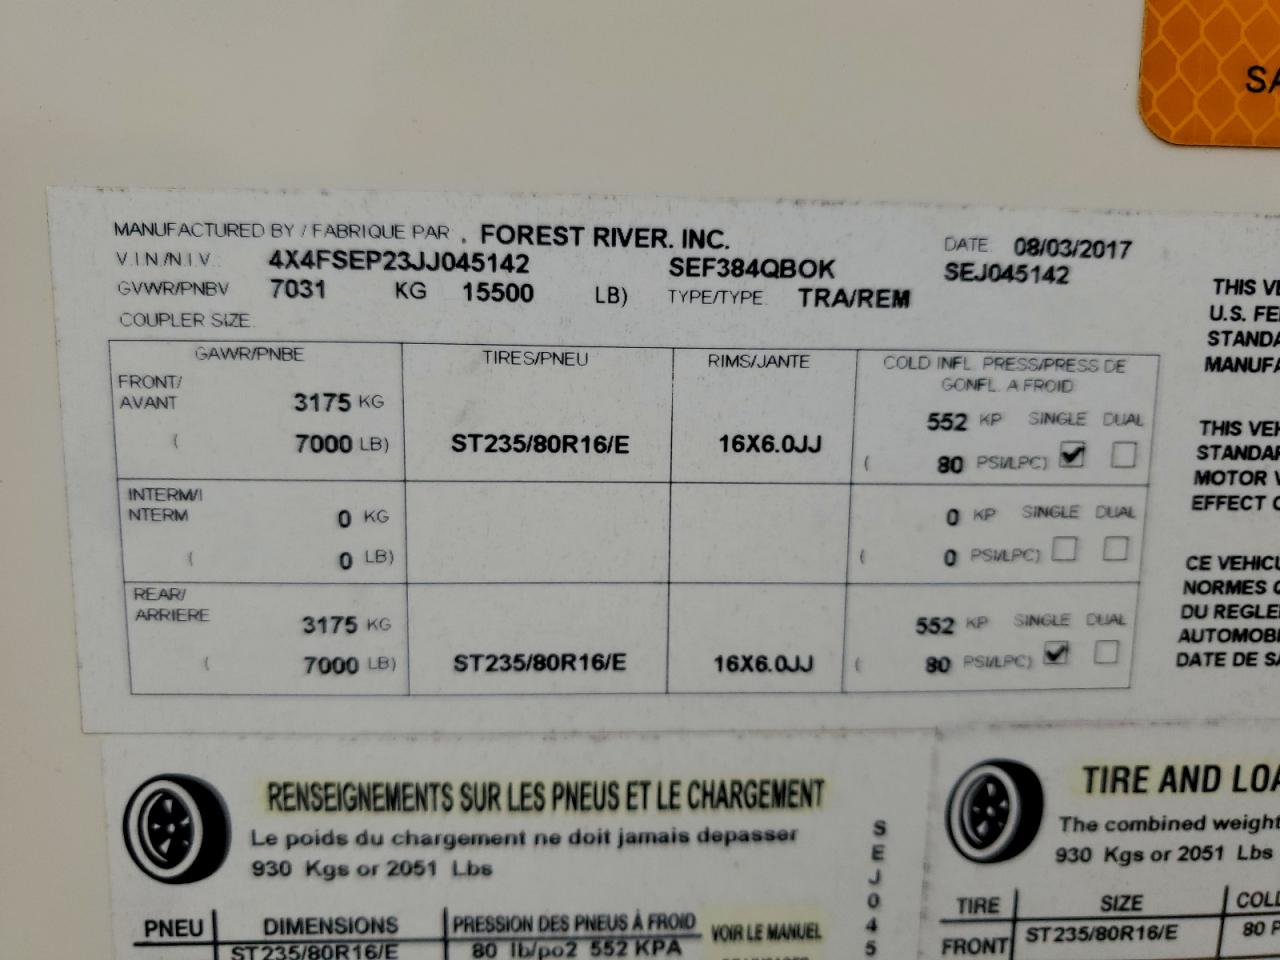 SA
MANUFACTURED BY / FABRIQUE PAR . FOREST RIVER. INC. DATE 08/03/2017
V.I.N/N.I.V. 4X4FSEP23JJ045142 SEF384QBOK SEJ045142
GVWR/PNBV 7031 KG 15500 LB) TYPE/TYPE TRA/REM
COUPLER SIZE
GAWR/PNBE TIRES/PNEU RIMS/JANTE COLD INFL. PRESS/PRESS DE
GONFL. A FROID
FRONT/
AVANT 3175 KG 552 KP SINGLE DUAL
( 7000 LB) ST235/80R16/E 16X6.0JJ ( 80 PSI/LPC)
INTERM/I
NTERM 0 KG 0 KP SINGLE DUAL
( 0 LB) ( 0 PSI/LPC)
REAR/
ARRIERE 3175 KG 552 KP SINGLE DUAL
( 7000 LB) ST235/80R16/E 16X6.0JJ ( 80 PSI/LPC)
THIS VE
U.S. FE
STANDA
MANUFA
THIS VEH
STANDAR
MOTOR V
EFFECT
CE VEHICU
NORMES
DU REGLE
AUTOMOBI
DATE DE SA
RENSEIGNEMENTS SUR LES PNEUS ET LE CHARGEMENT
Le poids du chargement ne doit jamais depasser
930 Kgs or 2051 Lbs
PNEU DIMENSIONS PRESSION DES PNEUS À FROID VOIR LE MANUEL
ST235/80R16/E 80 lb/po2 552 KPA
SEJ045
TIRE AND LOA
The combined weight
930 Kgs or 2051 Lbs
TIRE SIZE COLD
FRONT ST235/80R16/E 80 P